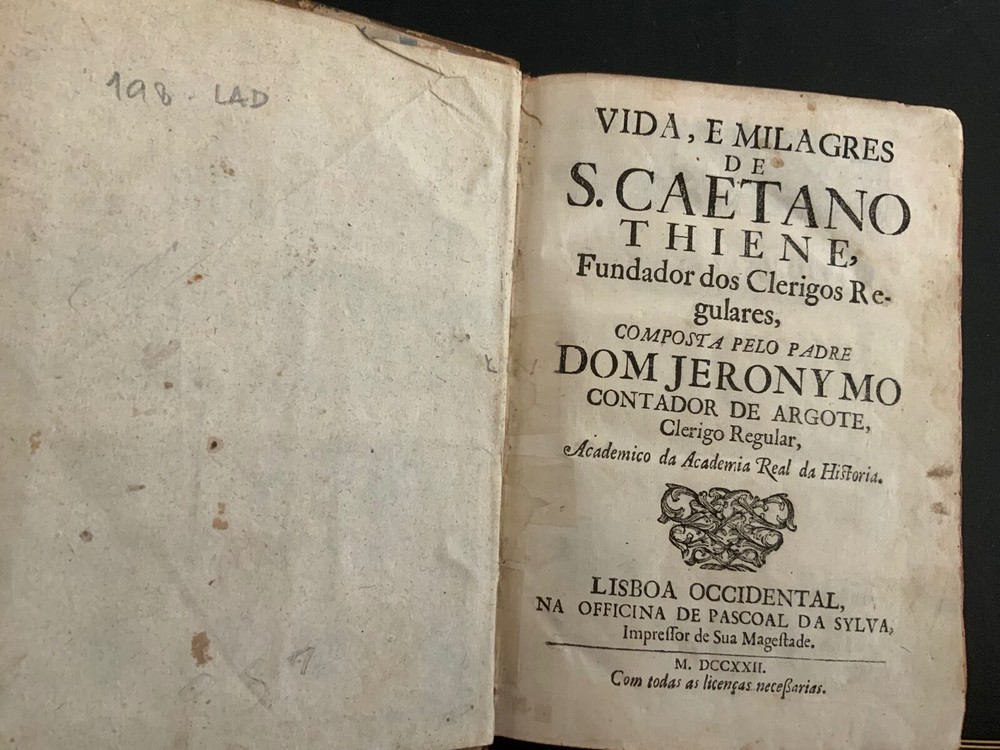 198. LAD
VIDA, E MILAGRES
DE
S. CAETANO
THIENE,
Fundador dos Clerigos Re-
gulares,
COMPOSTA PELO PADRE
DOM JERONYMO
CONTADOR DE ARGOTE,
Clerigo Regular,
Academico da Academia Real da Historia.
LISBOA OCCIDENTAL,
NA OFFICINA DE PASCOAL DA SYLVA,
Impreſſor de Sua Mageſtade.
M. DCCXXII.
Com todas as licenças neceßarias.